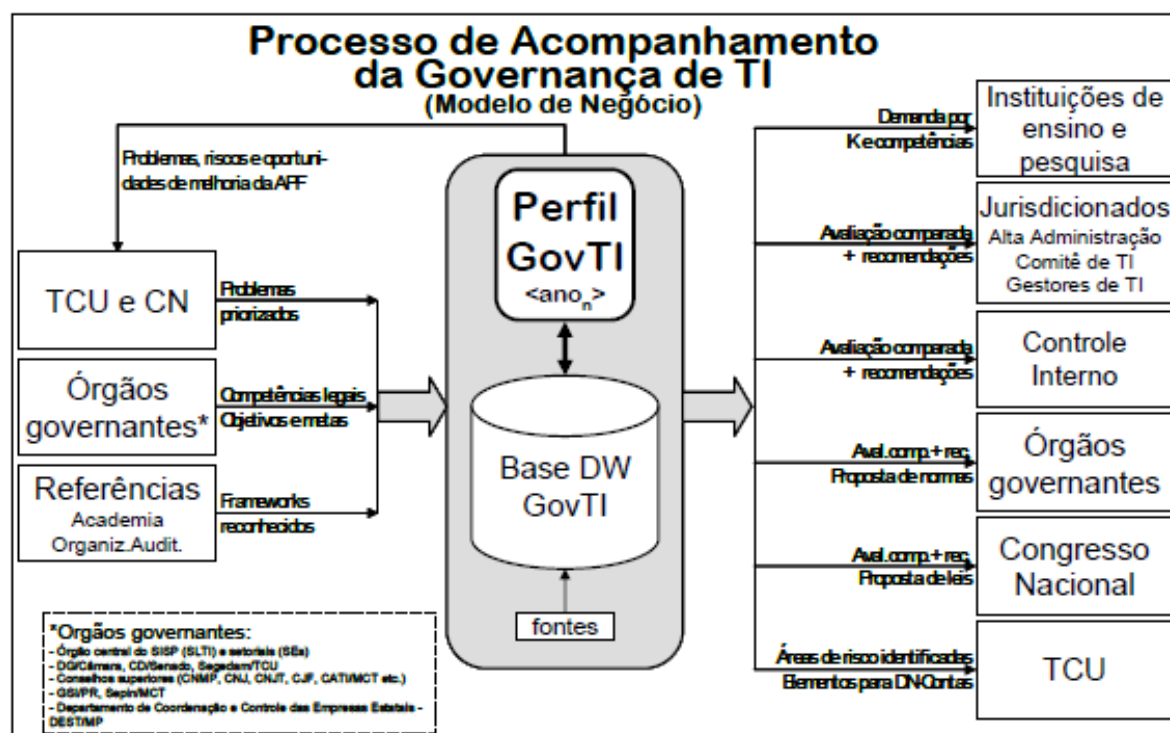 Processo de Acompanhamento
da Governança de TI
(Modelo de Negócio)
Problemas, riscos e oportuni-
dades de melhoria da APF
TCU e CN
Problemas
priorizados
Órgãos
governantes*
Competências legais
Objetivos e metas
Referências
Academia
Organiz.Audit.
Frameworks
reconhecidos
Perfil
GovTI
<ano_n>
Base DW
GovTI
fontes
Demanda por
K e competências
Instituições de
ensino e
pesquisa
Avaliação comparada
+ recomendações
Jurisdicionados
Alta Administração
Comitê de TI
Gestores de TI
Avaliação comparada
+ recomendações
Controle
Interno
Aval.comp.+ rec.
Proposta de normas
Órgãos
governantes
Aval.comp.+ rec.
Proposta de leis
Congresso
Nacional
Áreas de risco identificadas
Elementos para DN-Contas
TCU
*Orgãos governantes:
- Órgão central do SISP (SLTI) e setoriais (SEs)
- DG/Câmara, CD/Senado, Segedam/TCU
- Conselhos superiores (CNMP, CNJ, CNJT, CJF, CATI/MCT etc.)
- GSI/PR, Sepin/MCT
- Departamento de Coordenação e Controle das Empresas Estatais -
DEST/MP